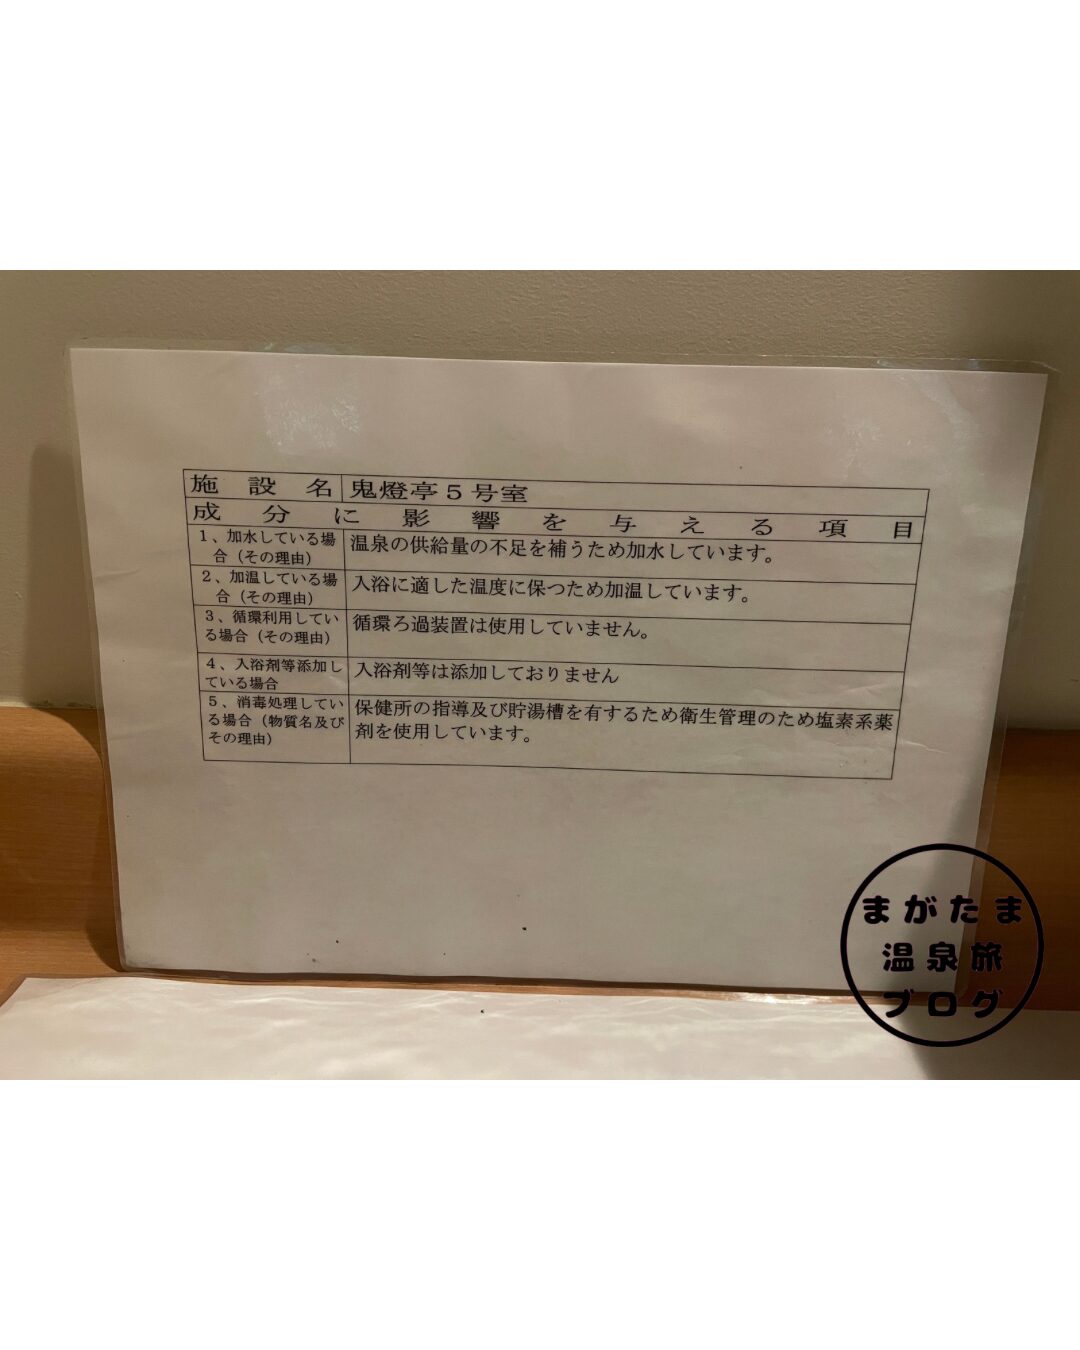 施設名 鬼燈亭５号室
成分に影響を与える項目
１、加水している場
合（その理由）
温泉の供給量の不足を補うため加水しています。
２、加温している場
合（その理由）
入浴に適した温度に保つため加温しています。
３、循環利用してい
る場合（その理由）
循環ろ過装置は使用していません。
４、入浴剤等添加し
ている場合
入浴剤等は添加しておりません
５、消毒処理してい
る場合（物質名及び
その理由）
保健所の指導及び貯湯槽を有するため衛生管理のため塩素系薬
剤を使用しています。
まがたま
温泉旅
ブログ